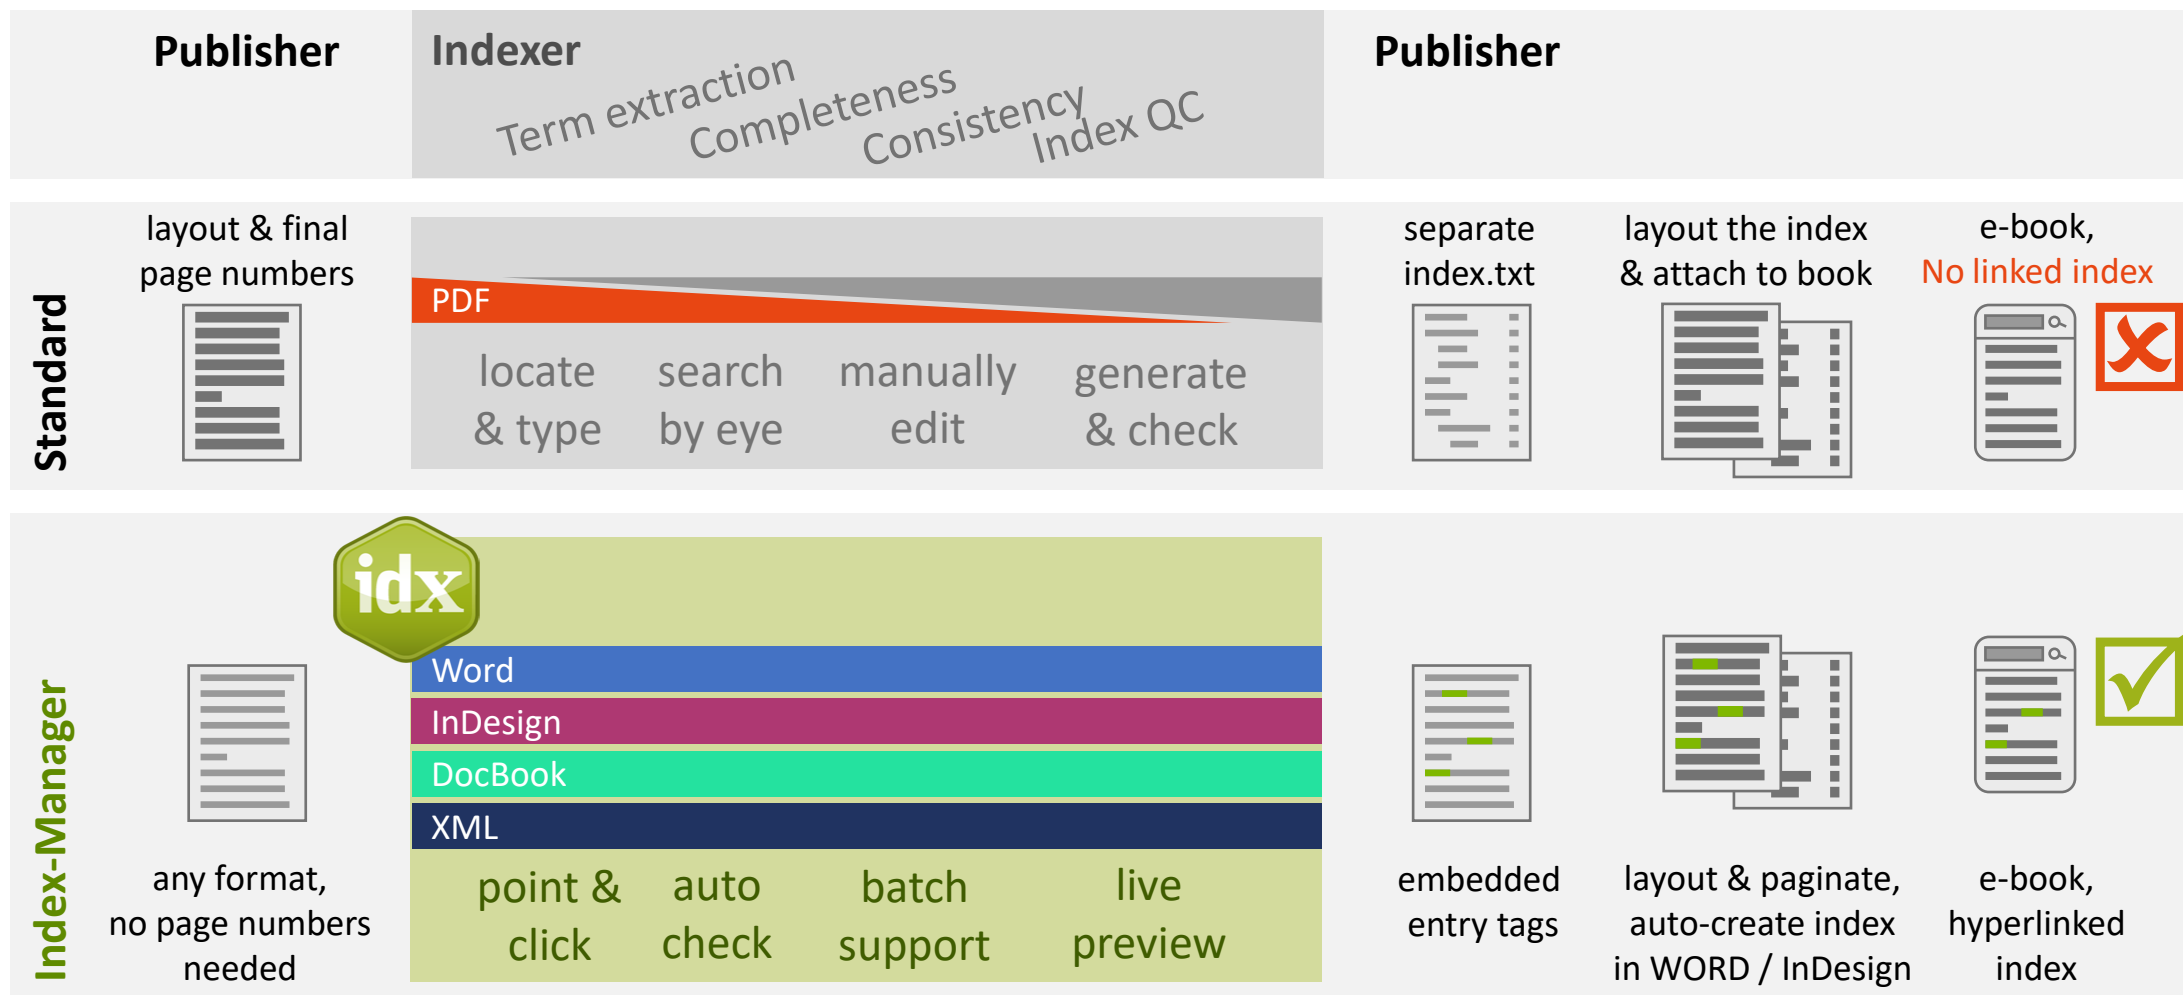 Publisher
Indexer
Term extraction
Completeness
Consistency
Index QC
Publisher
Standard
layout & final
page numbers
PDF
locate
& type
search
by eye
manually
edit
generate
& check
separate
index.txt
layout the index
& attach to book
e-book,
No linked index
Index-Manager
any format,
no page numbers
needed
idx
Word
InDesign
DocBook
XML
point &
click
auto
check
batch
support
live
preview
embedded
entry tags
layout & paginate,
auto-create index
in WORD / InDesign
e-book,
hyperlinked
index